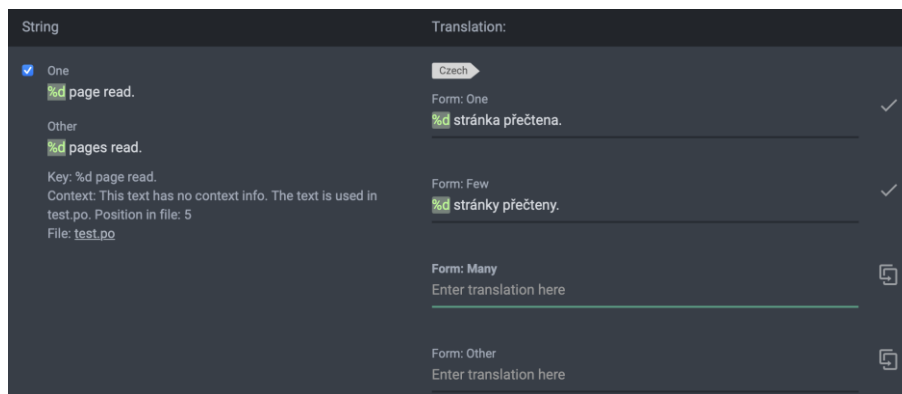 String
Translation:
One
%d page read.
Other
%d pages read.
Key: %d page read.
Context: This text has no context info. The text is used in
test.po. Position in file: 5
File: test.po
Czech
Form: One
%d stránka přečtena.
Form: Few
%d stránky přečteny.
Form: Many
Enter translation here
Form: Other
Enter translation here